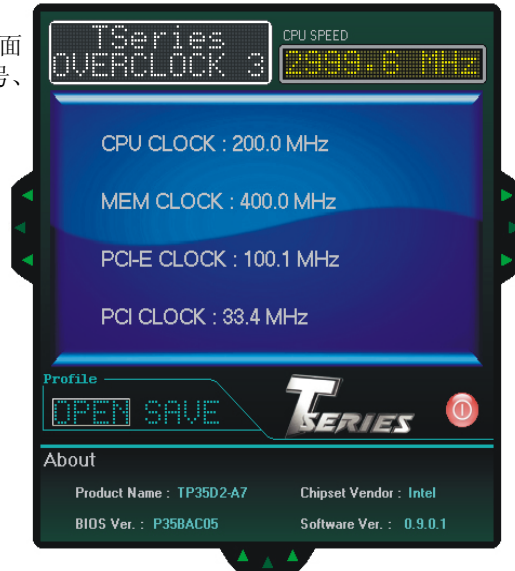 面
号、
TSeries
OVERCLOCK 3
CPU SPEED
2999.6 MHz
CPU CLOCK : 200.0 MHz
MEM CLOCK : 400.0 MHz
PCI-E CLOCK : 100.1 MHz
PCI CLOCK : 33.4 MHz
Profile
OPEN SAVE
TSERIES
About
Product Name : TP35D2-A7
Chipset Vendor : Intel
BIOS Ver. : P35BAC05
Software Ver. : 0.9.0.1